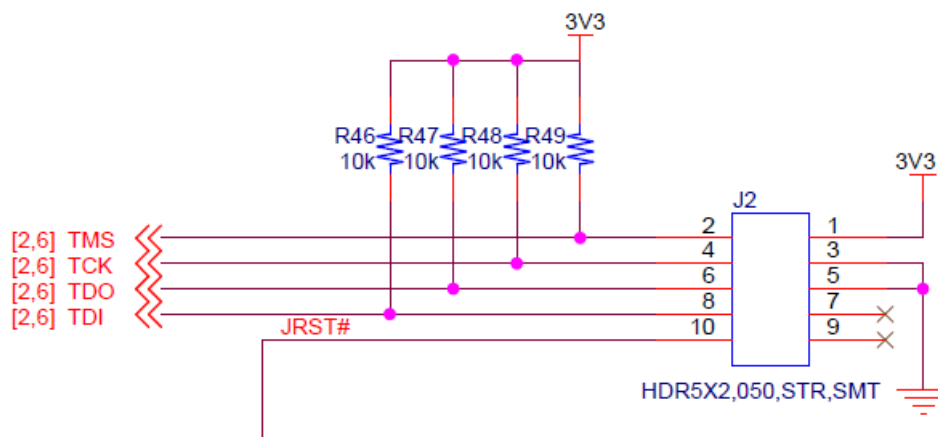 3V3
R46 R47 R48 R49
10k 10k 10k 10k
3V3
J2
[2,6] TMS 2 1
[2,6] TCK 4 3
[2,6] TDO 6 5
[2,6] TDI 8 7
JRST# 10 9
HDR5X2,050,STR,SMT